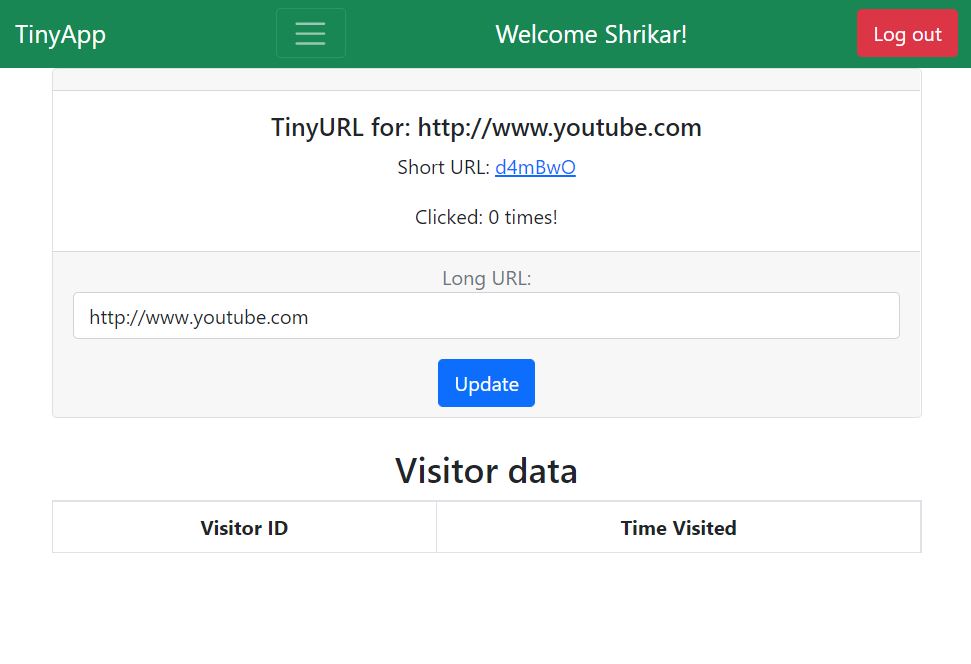 TinyApp Welcome Shrikar! Log out
TinyURL for: http://www.youtube.com
Short URL: d4mBwO
Clicked: 0 times!
Long URL:
http://www.youtube.com
Update
Visitor data
Visitor ID Time Visited